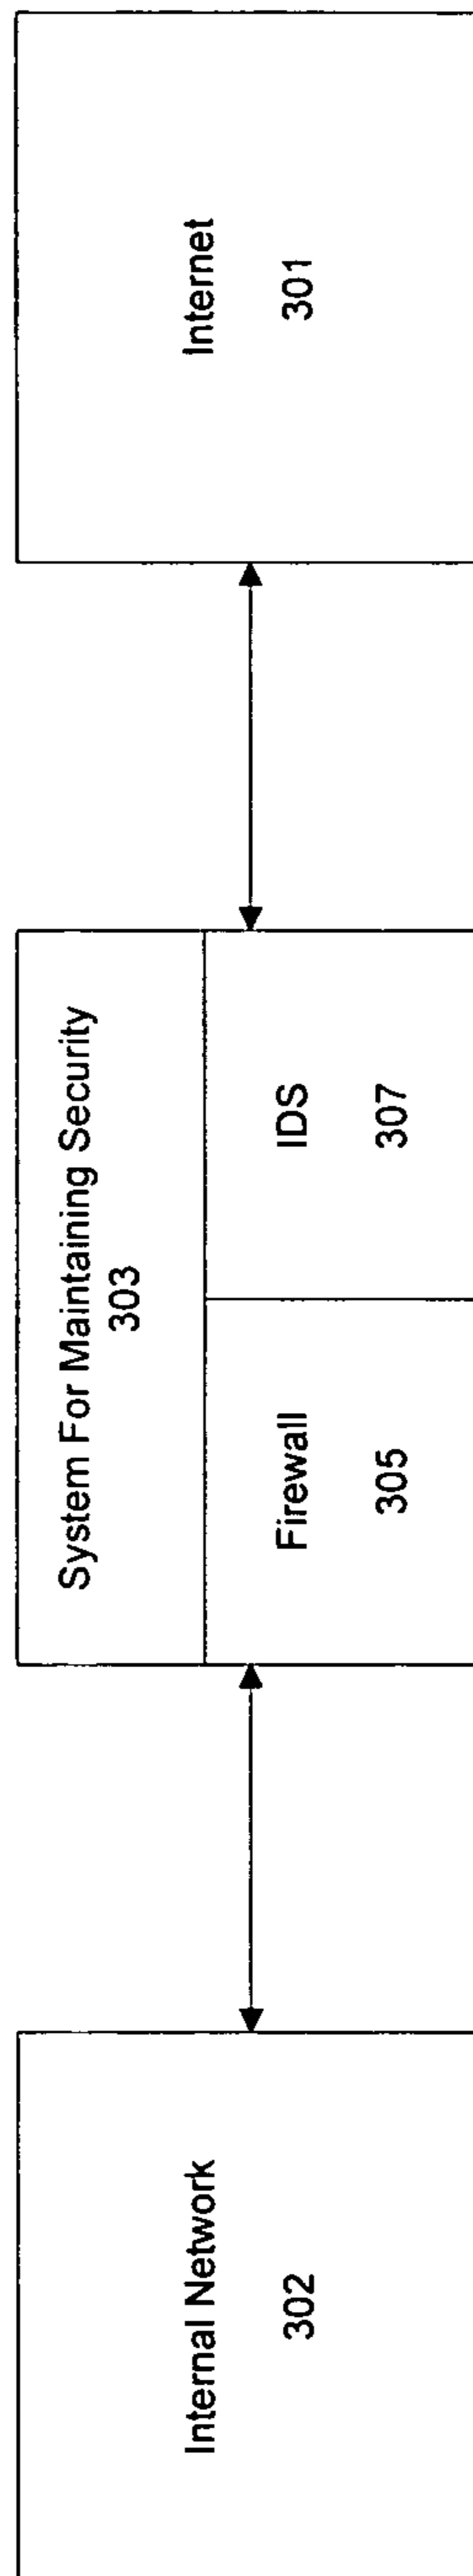 Internal Network
302
System For Maintaining Security
303
Firewall
305
IDS
307
Internet
301